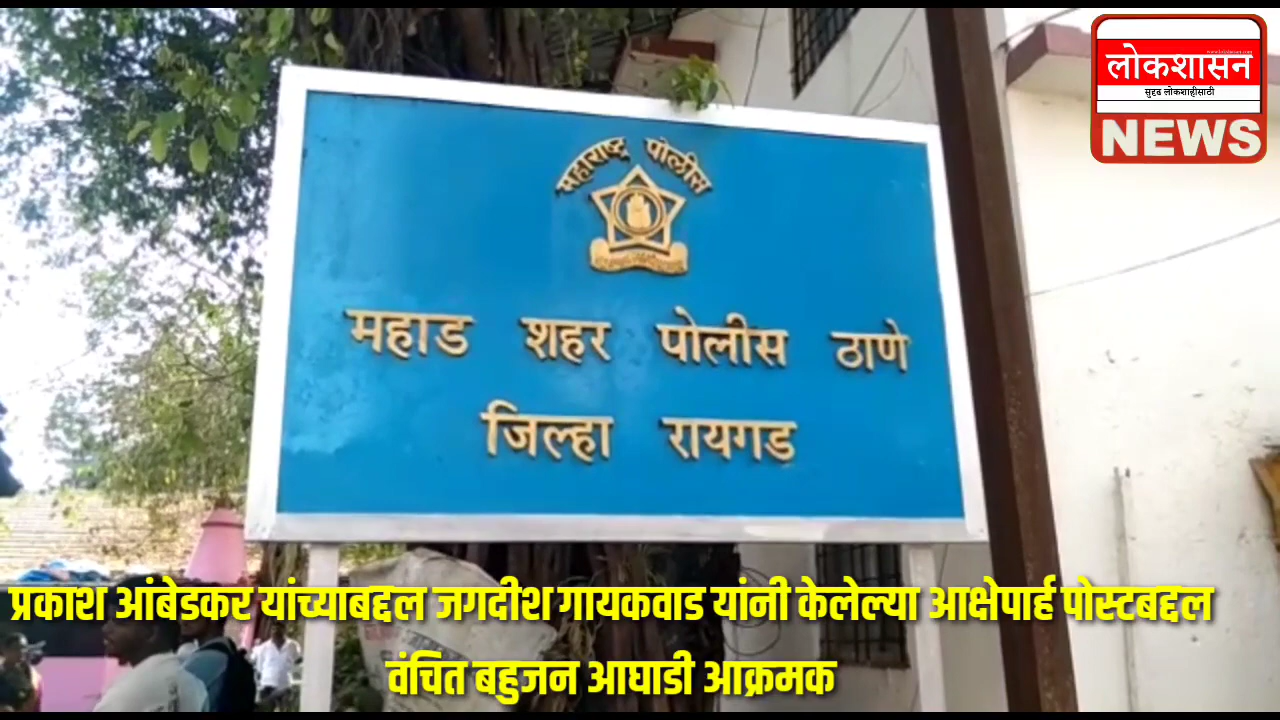 लोकशासन
सुदृढ लोकशाहीसाठी
NEWS
महाराष्ट्र पोलीस
महाड शहर पोलीस ठाणे
जिल्हा रायगड
प्रकाश आंबेडकर यांच्याबद्दल जगदीश गायकवाड यांनी केलेल्या आक्षेपार्ह पोस्टबद्दल
वंचित बहुजन आघाडी आक्रमक